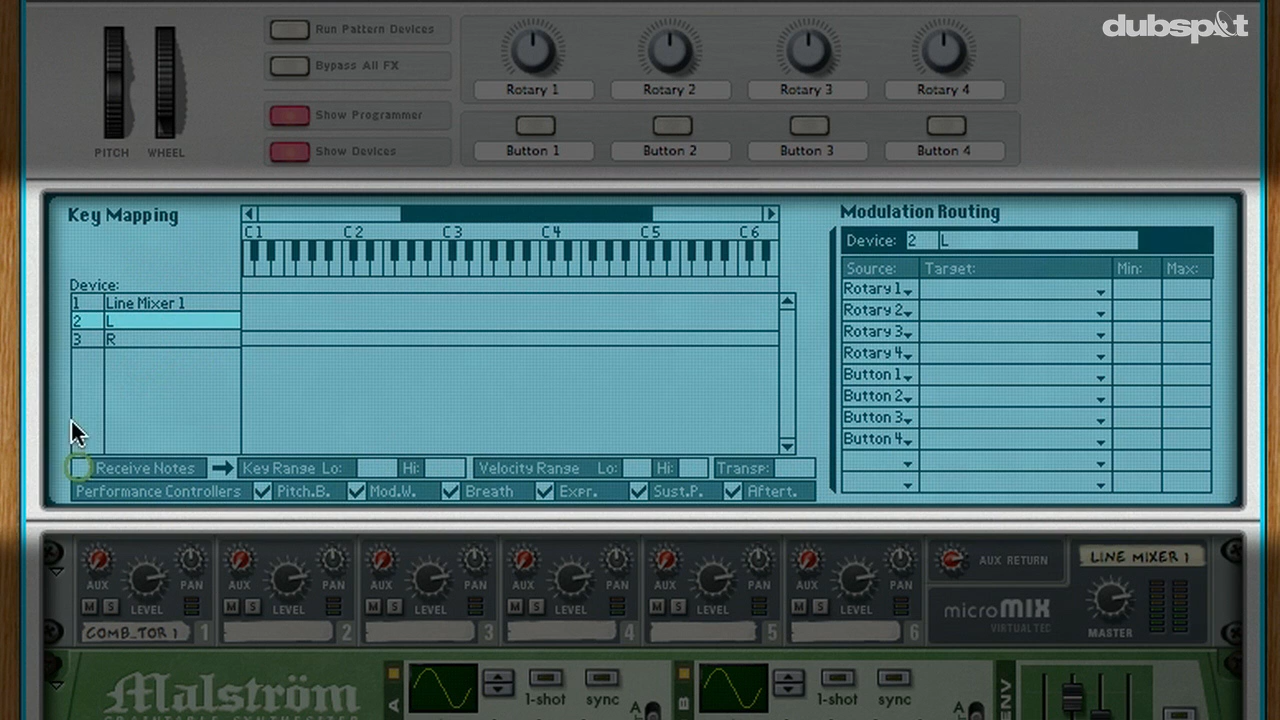 dubspot
Run Pattern Devices
Bypass All FX
Show Programmer
Show Devices
PITCH WHEEL
Rotary 1 Rotary 2 Rotary 3 Rotary 4
Button 1 Button 2 Button 3 Button 4
Key Mapping
C1 C2 C3 C4 C5 C6
Device:
1 Line Mixer 1
2 L
3 R
Receive Notes Key Range Lo: Hi: Velocity Range Lo: Hi: Transp:
Performance Controllers Pitch.B. Mod.W. Breath Expr. Sust.P. Aftert.
Modulation Routing
Device: 2 L
Source: Target: Min: Max:
Rotary 1
Rotary 2
Rotary 3
Rotary 4
Button 1
Button 2
Button 3
Button 4
AUX PAN AUX PAN AUX PAN AUX PAN AUX PAN AUX PAN AUX RETURN LINE MIXER 1
M S LEVEL M S LEVEL M S LEVEL M S LEVEL M S LEVEL M S LEVEL
COMB_TOR 1 1 2 3 4 5 6
microMIX
VIRTUAL TEC
MASTER
Malström
GRAINTABLE SYNTHESIZER
A 1-shot sync A
B 1-shot sync A
ENV